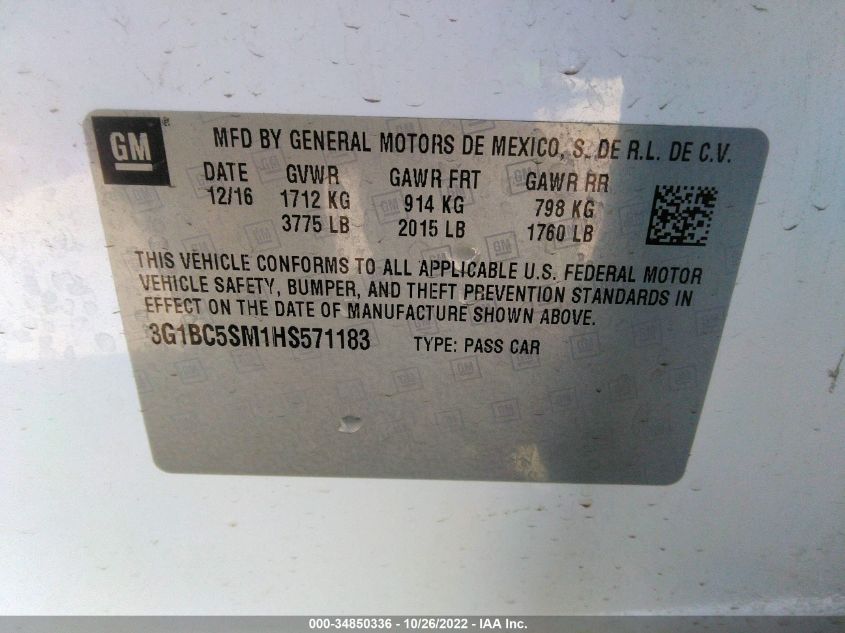 GM
MFD BY GENERAL MOTORS DE MEXICO, S. DE R.L. DE C.V.
DATE GVWR GAWR FRT GAWR RR
12/16 1712 KG 914 KG 798 KG
3775 LB 2015 LB 1760 LB
THIS VEHICLE CONFORMS TO ALL APPLICABLE U.S. FEDERAL MOTOR
VEHICLE SAFETY, BUMPER, AND THEFT PREVENTION STANDARDS IN
EFFECT ON THE DATE OF MANUFACTURE SHOWN ABOVE.
3G1BC5SM1HS571183 TYPE: PASS CAR
000-34850336 - 10/26/2022 - IAA Inc.